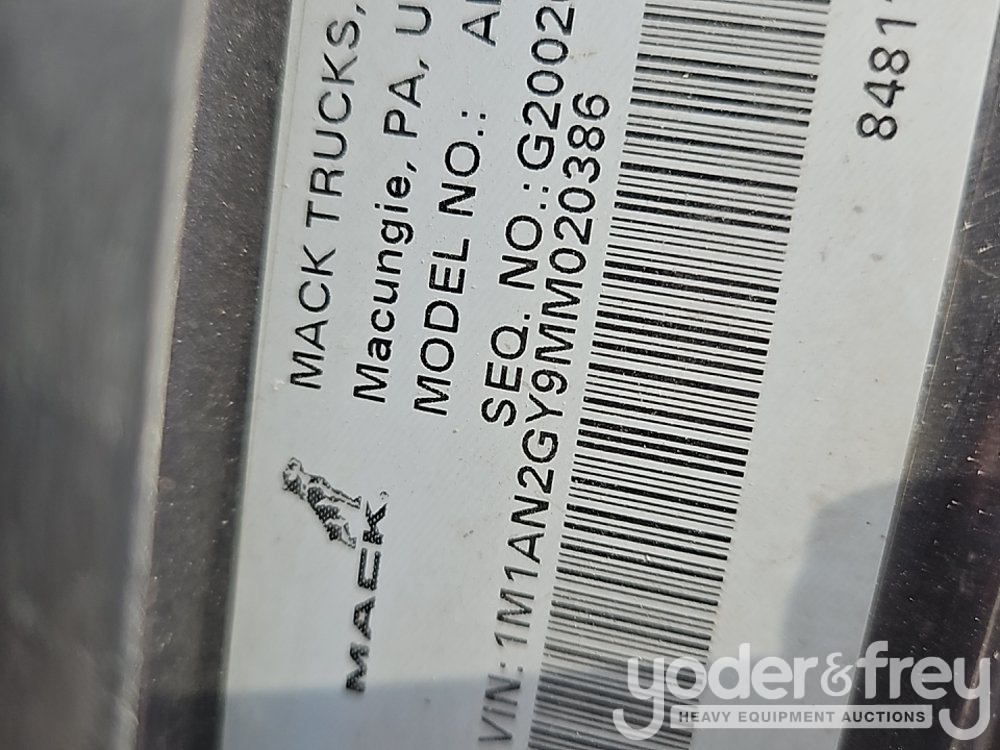 MACK TRUCKS,
Macungie, PA, U
MODEL NO.: A
SEQ. NO.:G2002
VIN:1M1AN2GY9MM020386
MACK
8481
yoder&frey
HEAVY EQUIPMENT AUCTIONS